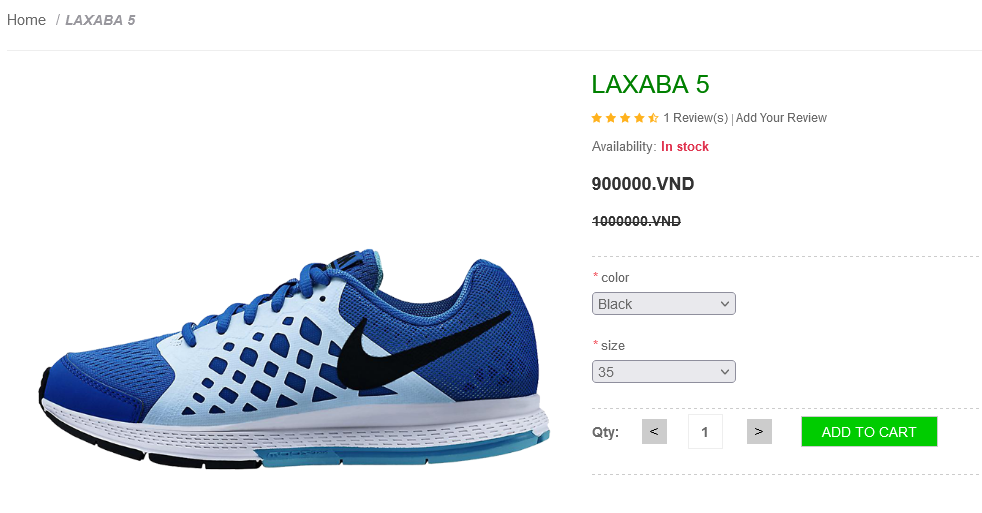 Home / LAXABA 5
LAXABA 5
1 Review(s) | Add Your Review
Availability: In stock
900000.VND
1000000.VND
* color
Black
* size
35
Qty: < 1 > ADD TO CART